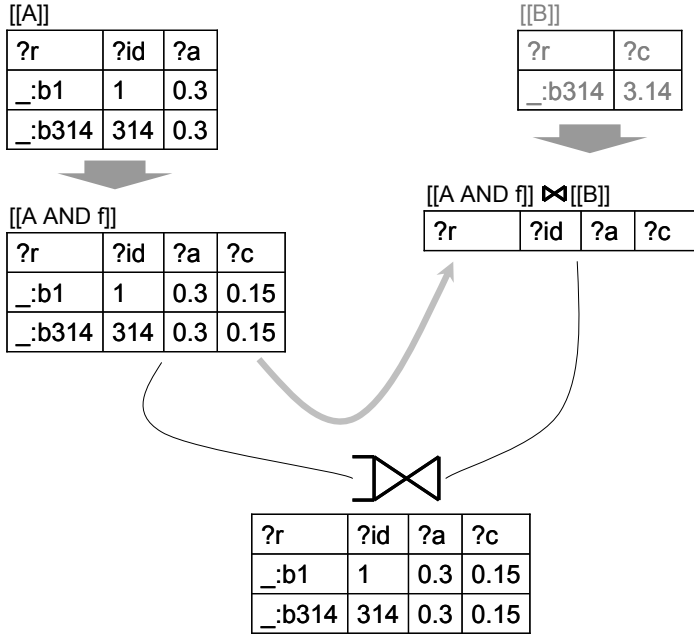 [[A]]
?r ?id ?a
_:b1 1 0.3
_:b314 314 0.3
[[B]]
?r ?c
_:b314 3.14
[[A AND f]]
?r ?id ?a ?c
_:b1 1 0.3 0.15
_:b314 314 0.3 0.15
[[A AND f]] ⋈ [[B]]
?r ?id ?a ?c
?r ?id ?a ?c
_:b1 1 0.3 0.15
_:b314 314 0.3 0.15